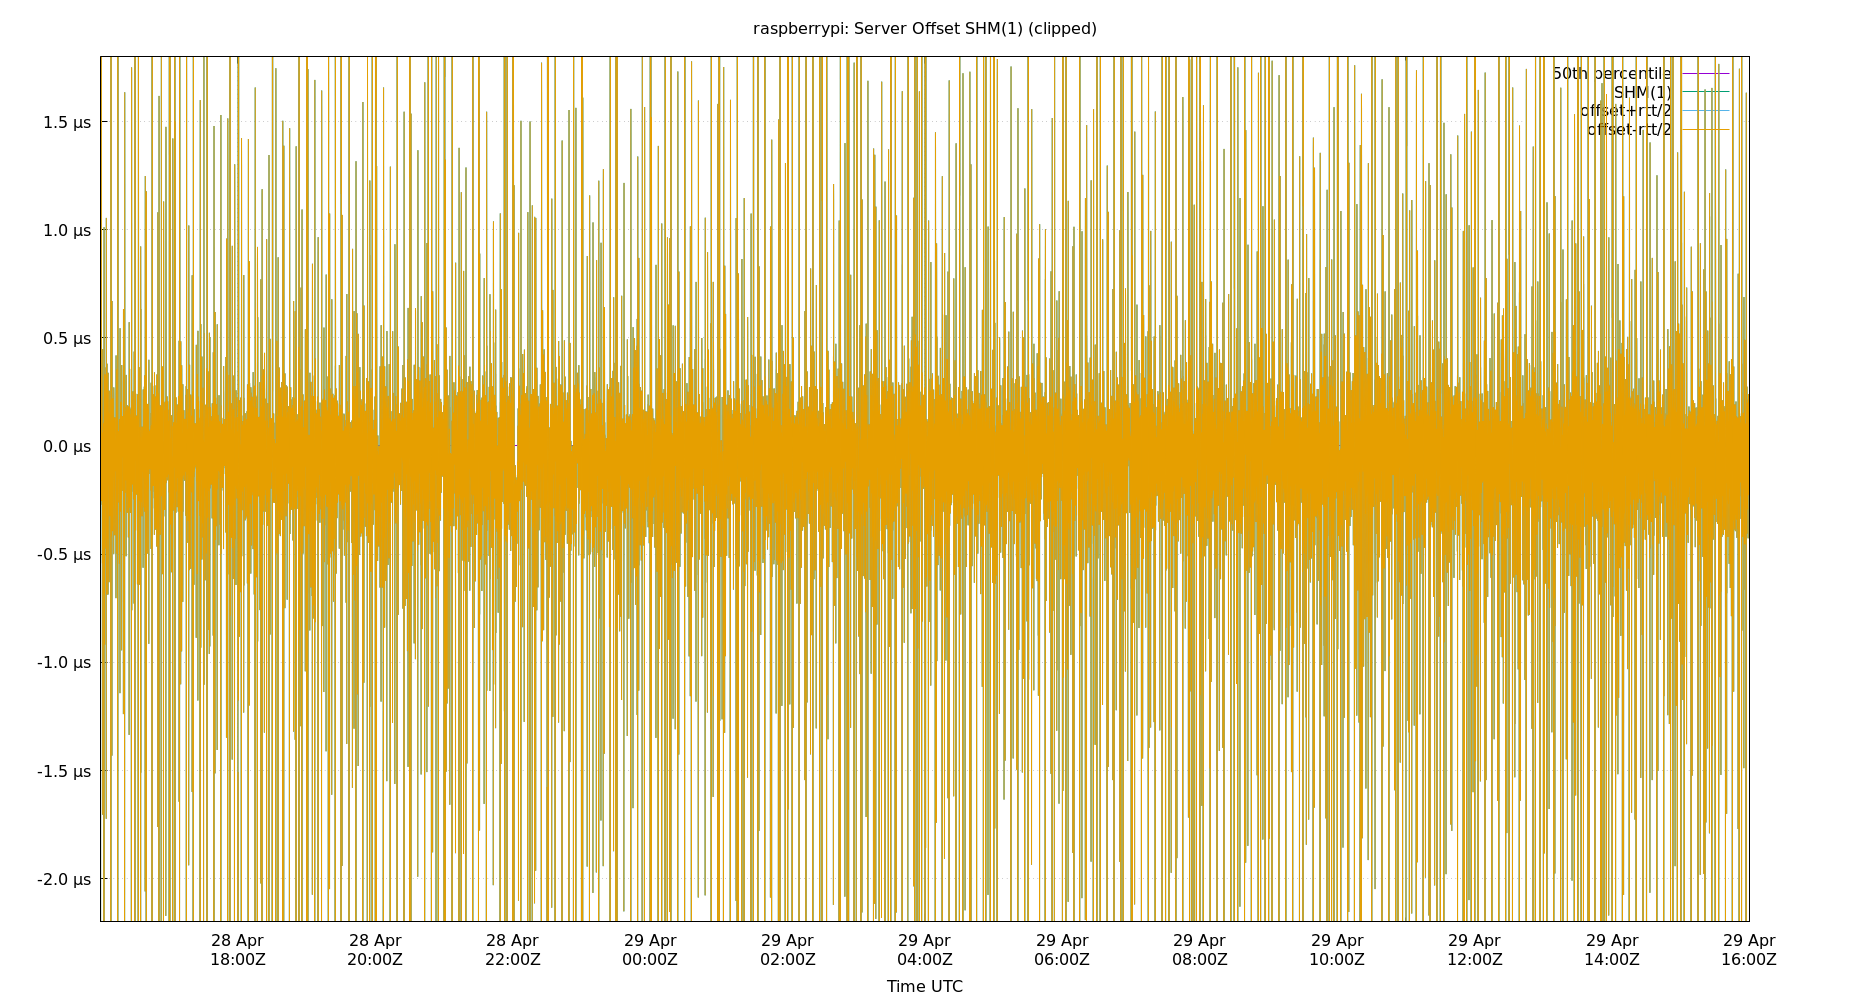 raspberrypi: Server Offset SHM(1) (clipped)
50th percentile
SHM(1)
offset+rtt/2
offset-rtt/2
1.5 µs
1.0 µs
0.5 µs
0.0 µs
-0.5 µs
-1.0 µs
-1.5 µs
-2.0 µs
28 Apr 28 Apr 28 Apr 29 Apr 29 Apr 29 Apr 29 Apr 29 Apr 29 Apr 29 Apr 29 Apr 29 Apr
18:00Z 20:00Z 22:00Z 00:00Z 02:00Z 04:00Z 06:00Z 08:00Z 10:00Z 12:00Z 14:00Z 16:00Z
Time UTC